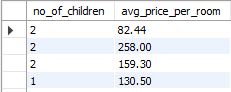 no_of_children avg_price_per_room
2 82.44
2 258.00
2 159.30
1 130.50